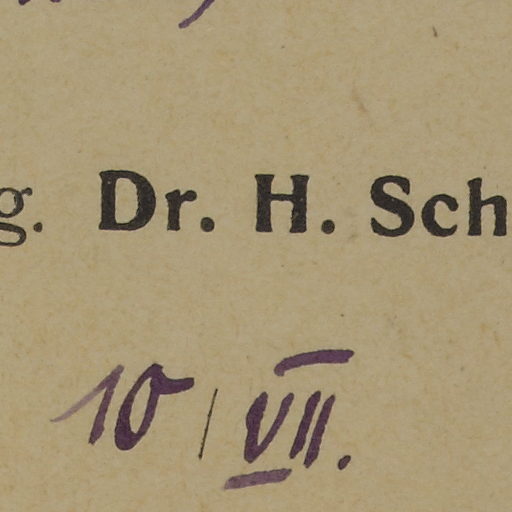 g. Dr. H. Sch
10 / VII.